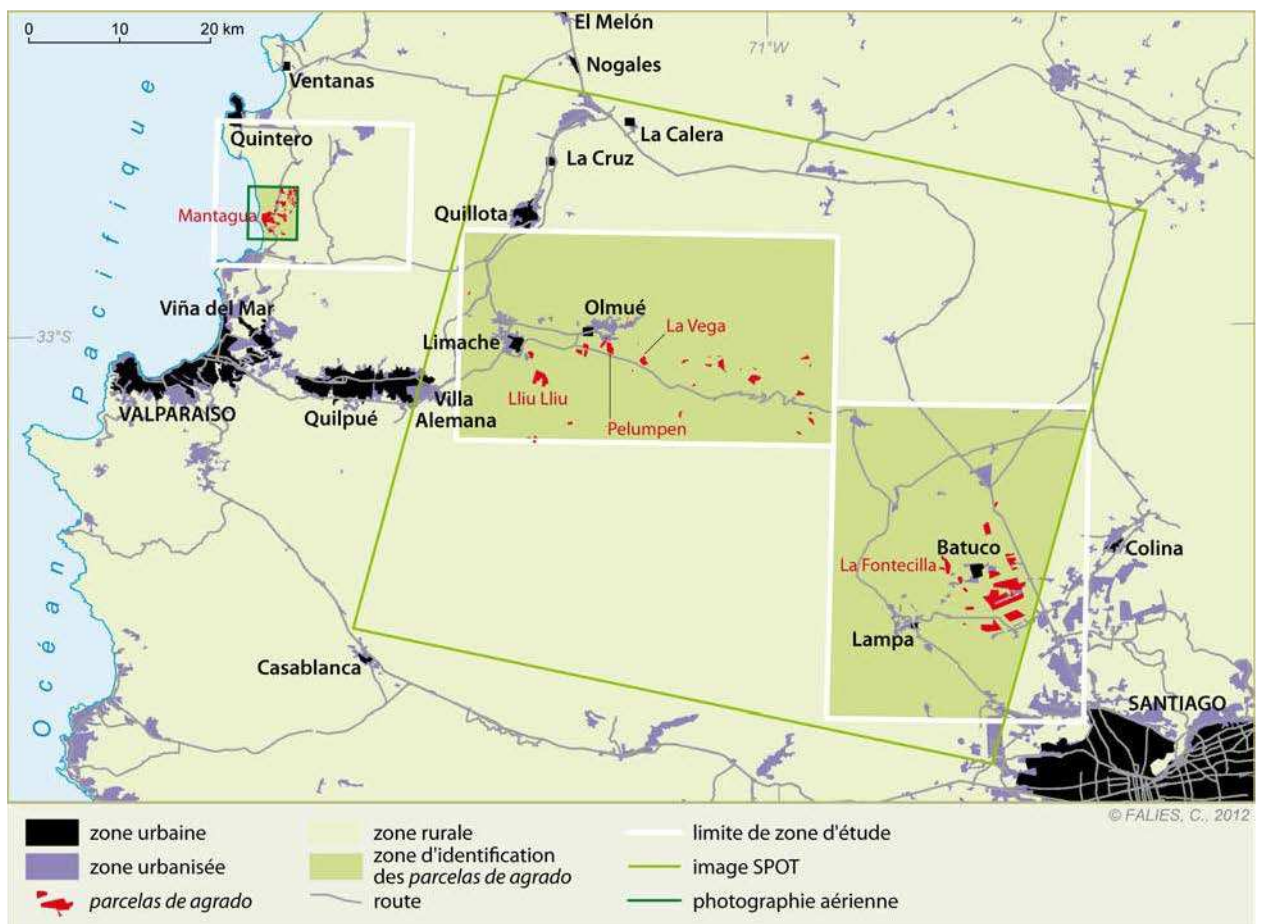 0 10 20 km
El Melón
71°W
Nogales
Ventanas
Quintero
La Calera
La Cruz
Mantagua
Quillota
Océan Pacifique
Viña del Mar
33°S
Olmué
La Vega
Limache
VALPARAISO
Quilpué
Villa
Alemana
Lliu Lliu
Pelumpen
Batuco
Colina
La Fontecilla
Lampa
Casablanca
SANTIAGO
© FALIES, C., 2012
zone urbaine
zone urbanisée
parcelas de agrado
zone rurale
zone d'identification
des parcelas de agrado
route
limite de zone d'étude
image SPOT
photographie aérienne